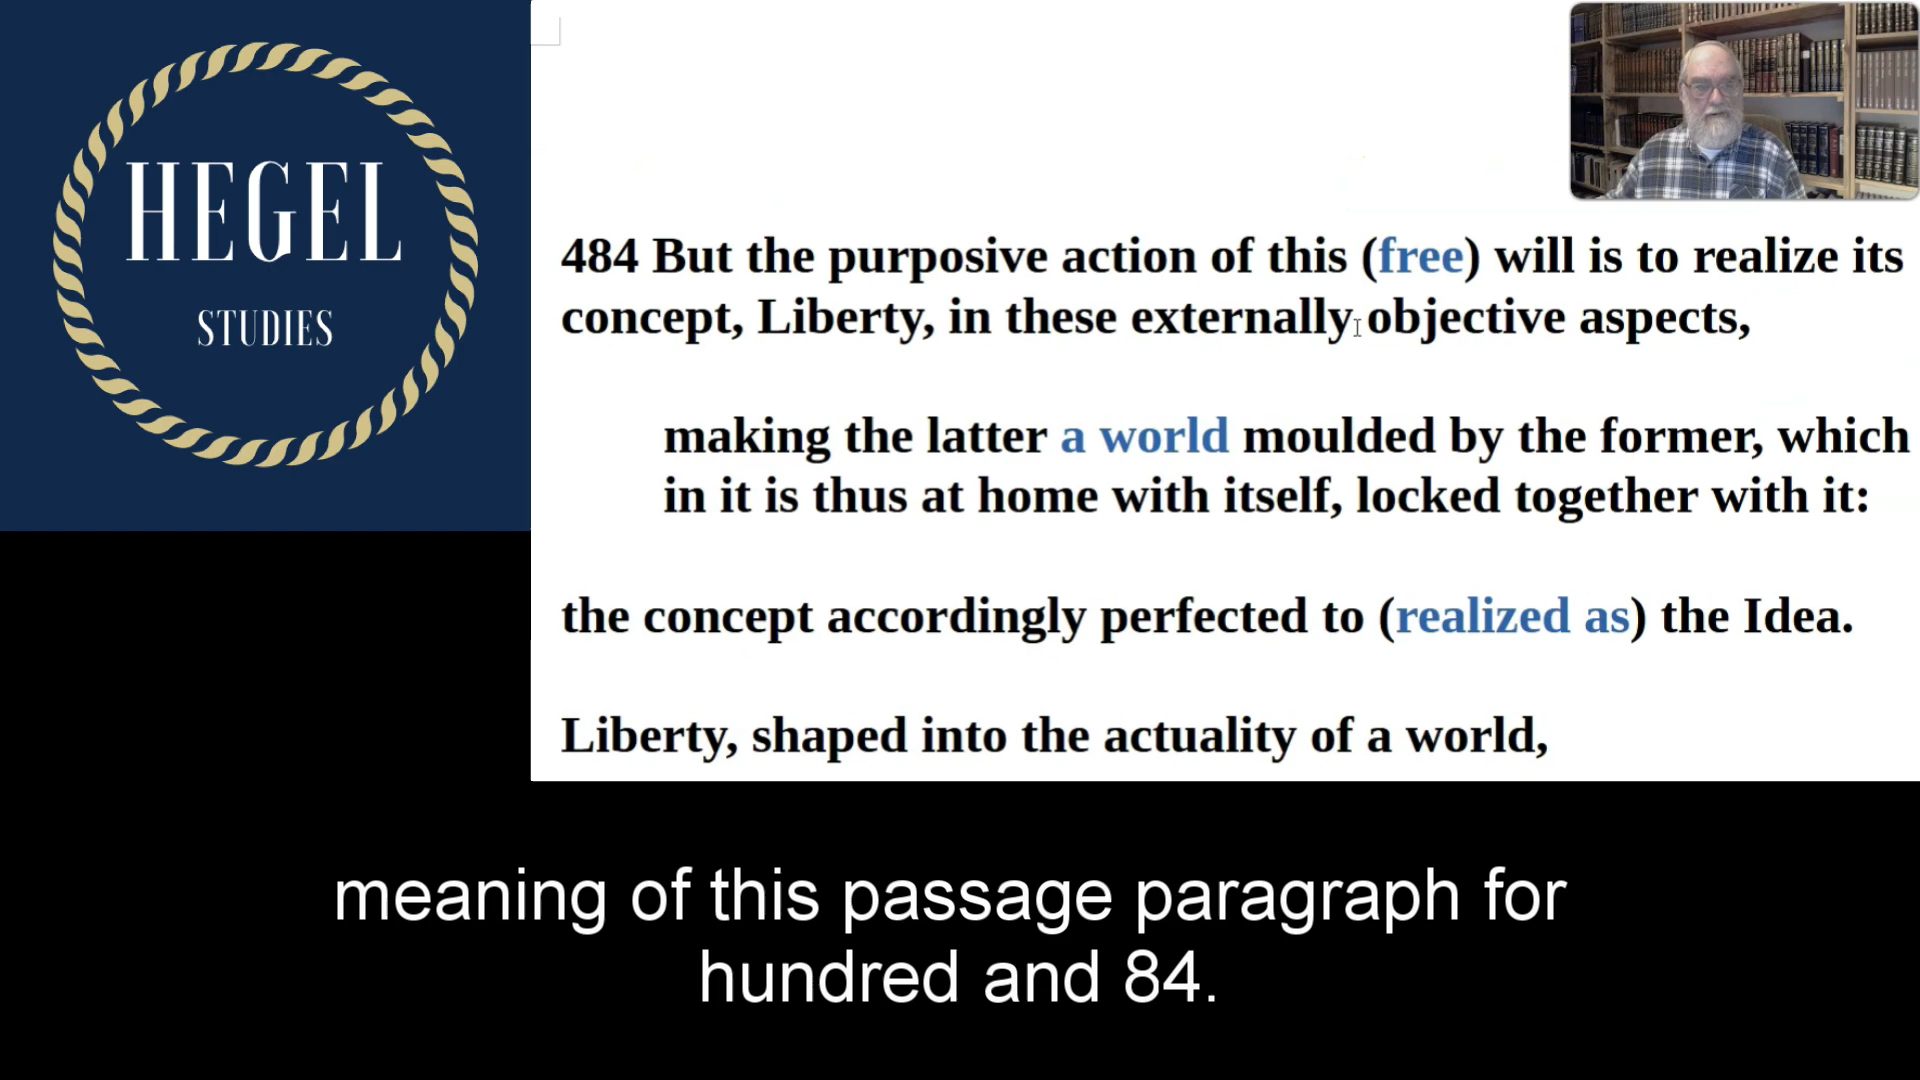 HEGEL
STUDIES
484 But the purposive action of this (free) will is to realize its
concept, Liberty, in these externally objective aspects,
making the latter a world moulded by the former, which
in it is thus at home with itself, locked together with it:
the concept accordingly perfected to (realized as) the Idea.
Liberty, shaped into the actuality of a world,
meaning of this passage paragraph for
hundred and 84.